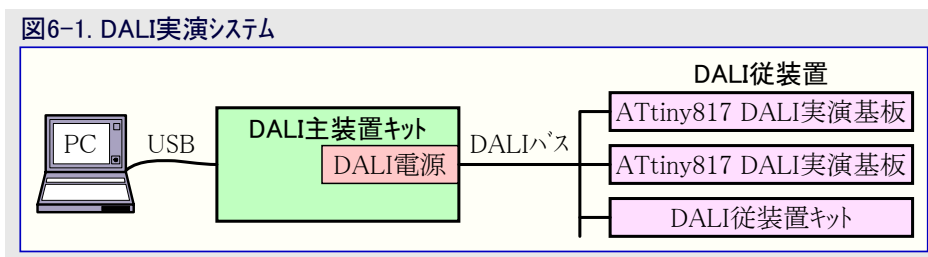 図6-1. DALI実演システム
DALI従装置
ATtiny817 DALI実演基板
PC
USB
DALI主装置キット
DALI電源
DALIバス
ATtiny817 DALI実演基板
DALI従装置キット